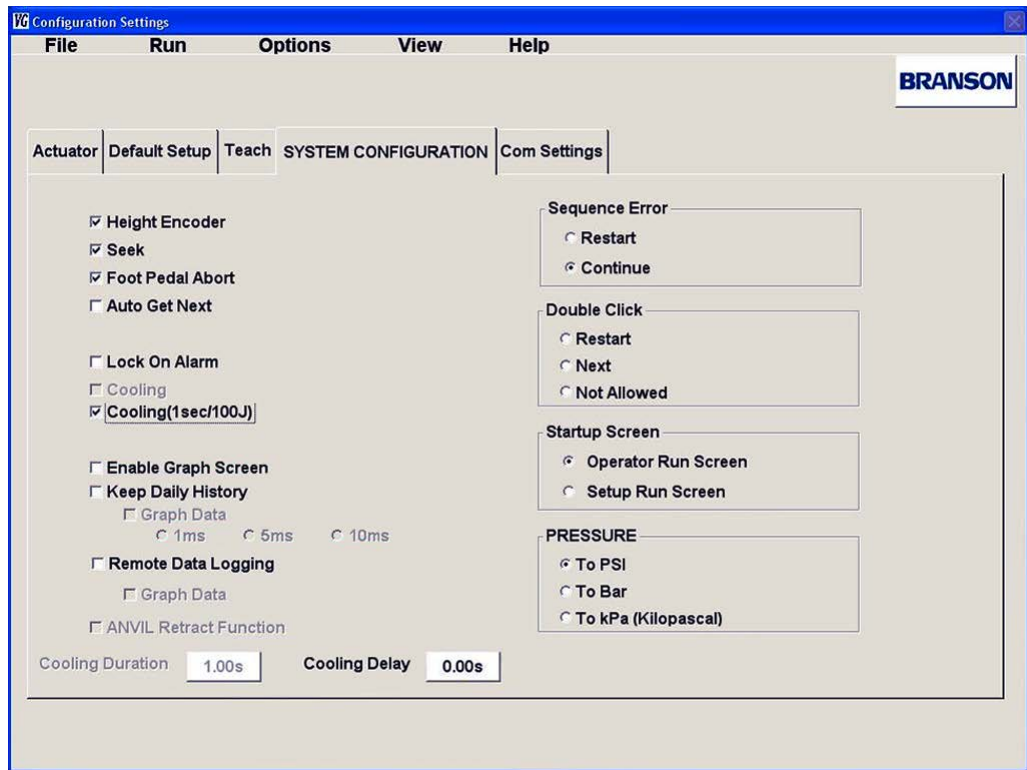 VG Configuration Settings
File Run Options View Help
BRANSON
Actuator Default Setup Teach SYSTEM CONFIGURATION Com Settings
Height Encoder
Seek
Foot Pedal Abort
Auto Get Next
Lock On Alarm
Cooling
Cooling(1sec/100J)
Enable Graph Screen
Keep Daily History
Graph Data
1ms 5ms 10ms
Remote Data Logging
Graph Data
ANVIL Retract Function
Cooling Duration 1.00s Cooling Delay 0.00s
Sequence Error
Restart
Continue
Double Click
Restart
Next
Not Allowed
Startup Screen
Operator Run Screen
Setup Run Screen
PRESSURE
To PSI
To Bar
To kPa (Kilopascal)